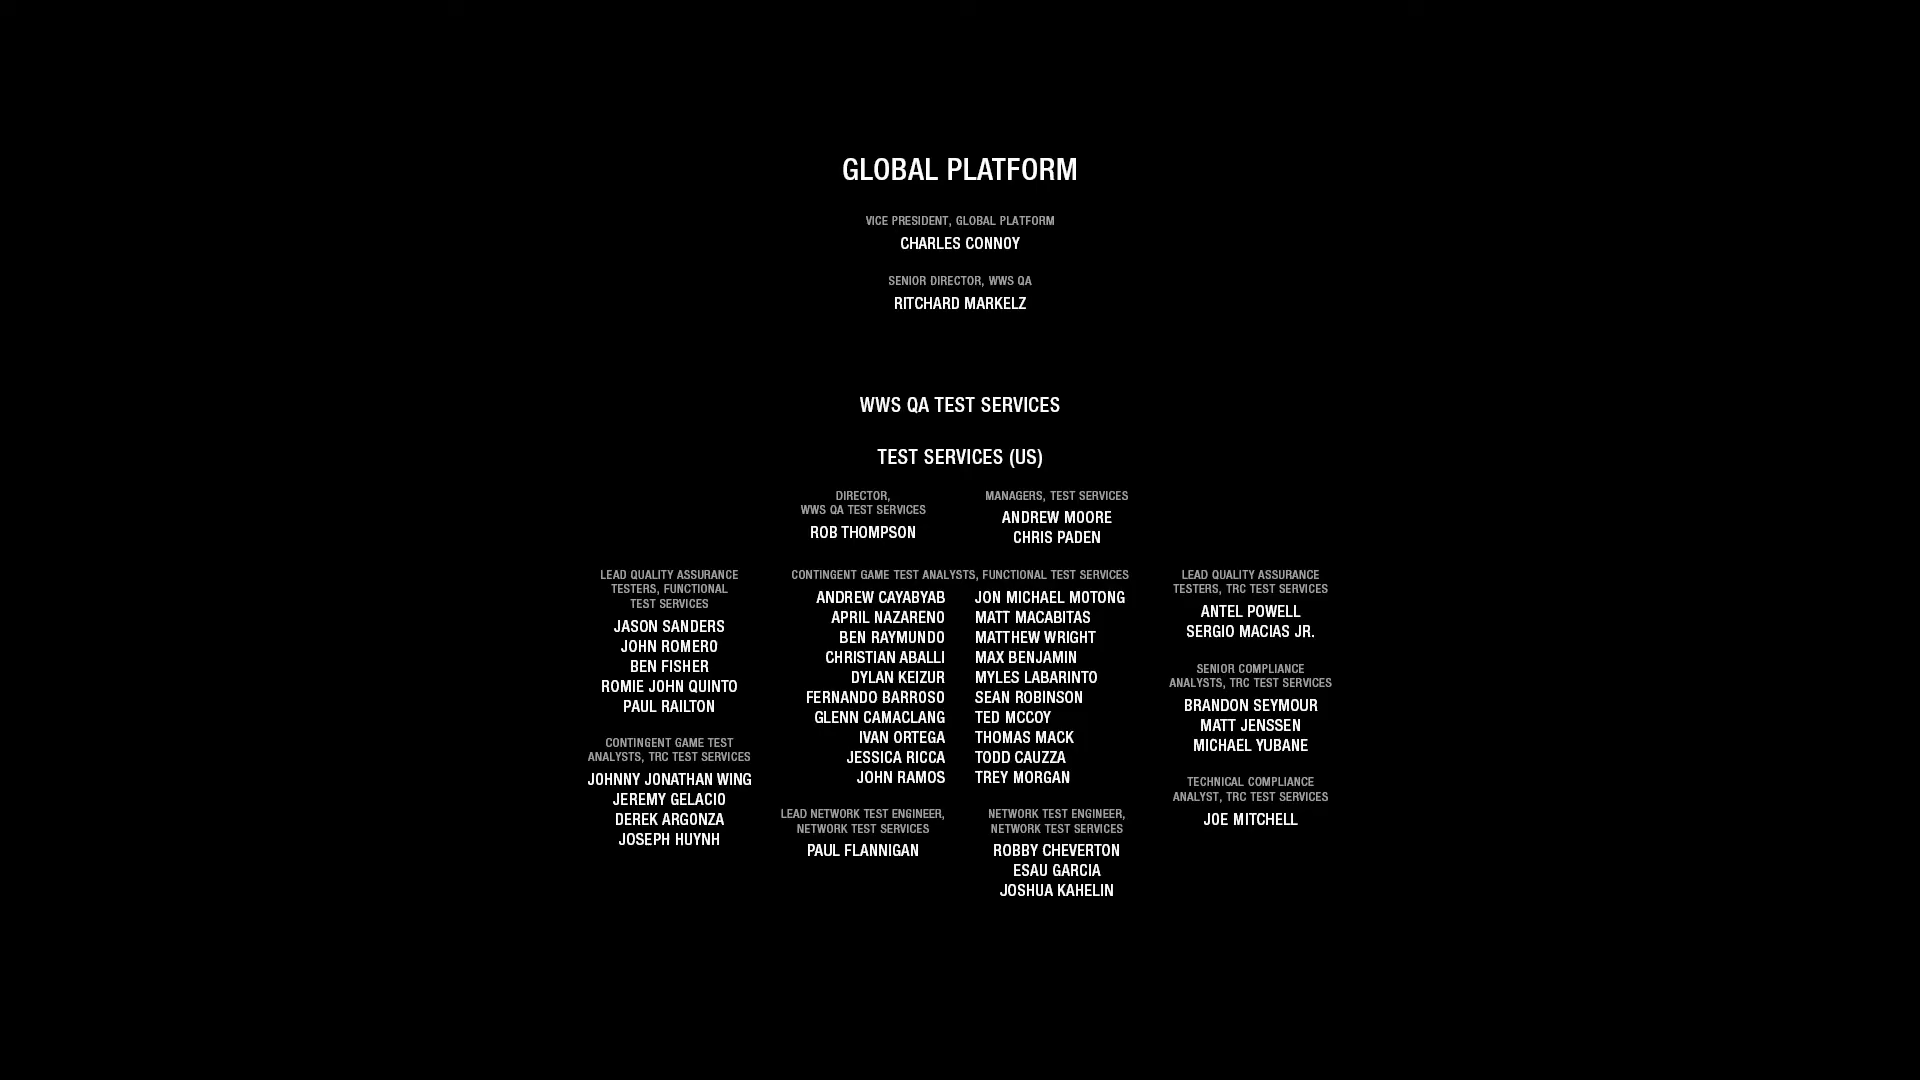 GLOBAL PLATFORM
VICE PRESIDENT, GLOBAL PLATFORM
CHARLES CONNOY
SENIOR DIRECTOR, WWS QA
RITCHARD MARKELZ
WWS QA TEST SERVICES
TEST SERVICES (US)
DIRECTOR,
WWS QA TEST SERVICES
ROB THOMPSON
MANAGERS, TEST SERVICES
ANDREW MOORE
CHRIS PADEN
LEAD QUALITY ASSURANCE
TESTERS, FUNCTIONAL
TEST SERVICES
JASON SANDERS
JOHN ROMERO
BEN FISHER
ROMIE JOHN QUINTO
PAUL RAILTON
CONTINGENT GAME TEST
ANALYSTS, TRC TEST SERVICES
JOHNNY JONATHAN WING
JEREMY GELACIO
DEREK ARGONZA
JOSEPH HUYNH
CONTINGENT GAME TEST ANALYSTS, FUNCTIONAL TEST SERVICES
ANDREW CAYABYAB
APRIL NAZARENO
BEN RAYMUNDO
CHRISTIAN ABALLI
DYLAN KEIZUR
FERNANDO BARROSO
GLENN CAMACLANG
IVAN ORTEGA
JESSICA RICCA
JOHN RAMOS
JON MICHAEL MOTONG
MATT MACABITAS
MATTHEW WRIGHT
MAX BENJAMIN
MYLES LABARINTO
SEAN ROBINSON
TED MCCOY
THOMAS MACK
TODD CAUZZA
TREY MORGAN
LEAD NETWORK TEST ENGINEER,
NETWORK TEST SERVICES
PAUL FLANNIGAN
NETWORK TEST ENGINEER,
NETWORK TEST SERVICES
ROBBY CHEVERTON
ESAU GARCIA
JOSHUA KAHELIN
LEAD QUALITY ASSURANCE
TESTERS, TRC TEST SERVICES
ANTEL POWELL
SERGIO MACIAS JR.
SENIOR COMPLIANCE
ANALYSTS, TRC TEST SERVICES
BRANDON SEYMOUR
MATT JENSSEN
MICHAEL YUBANE
TECHNICAL COMPLIANCE
ANALYST, TRC TEST SERVICES
JOE MITCHELL